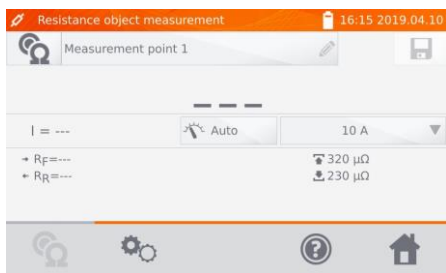 Resistance object measurement 16:15 2019.04.10
Measurement point 1
– – –
I = --- Auto 10 A
→ RF=--- 320 µΩ
← RR=--- 230 µΩ